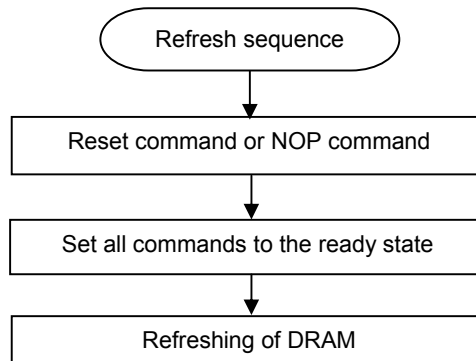 Refresh sequence
Reset command or NOP command
Set all commands to the ready state
Refreshing of DRAM